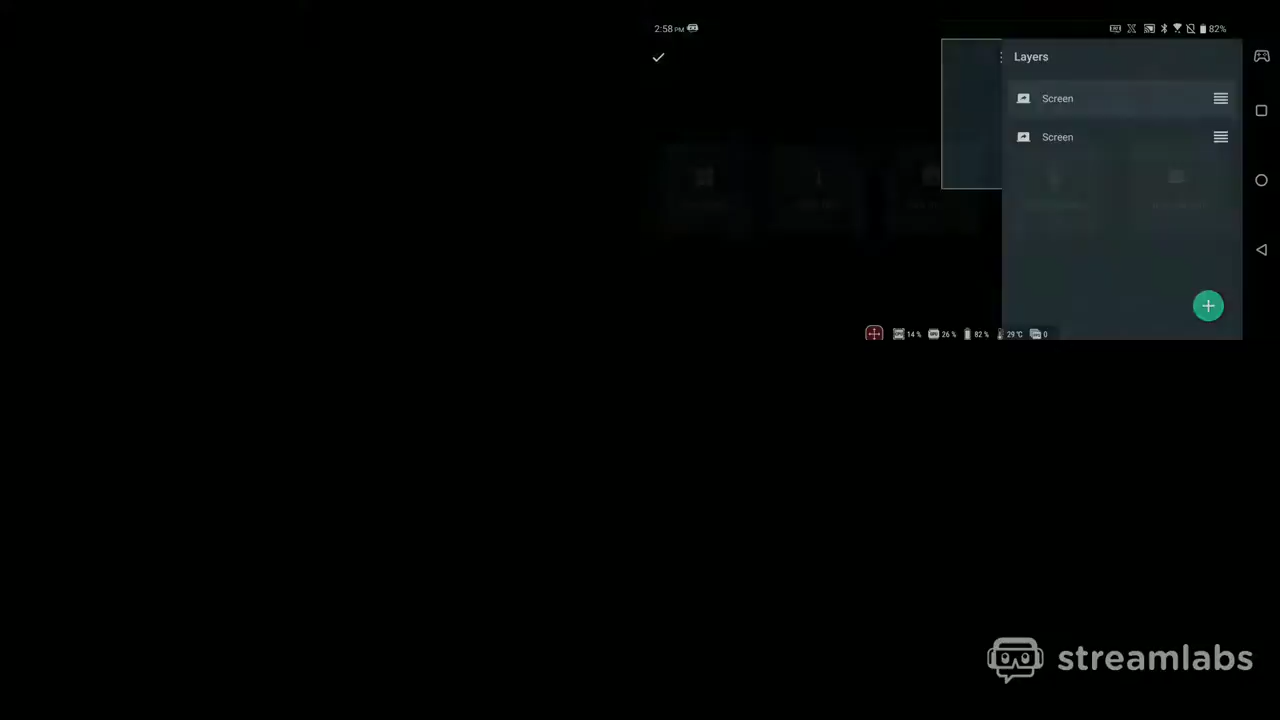 2:58 PM
82%
Layers
Screen
Screen
14 %
26 %
82 %
29°C
0
streamlabs